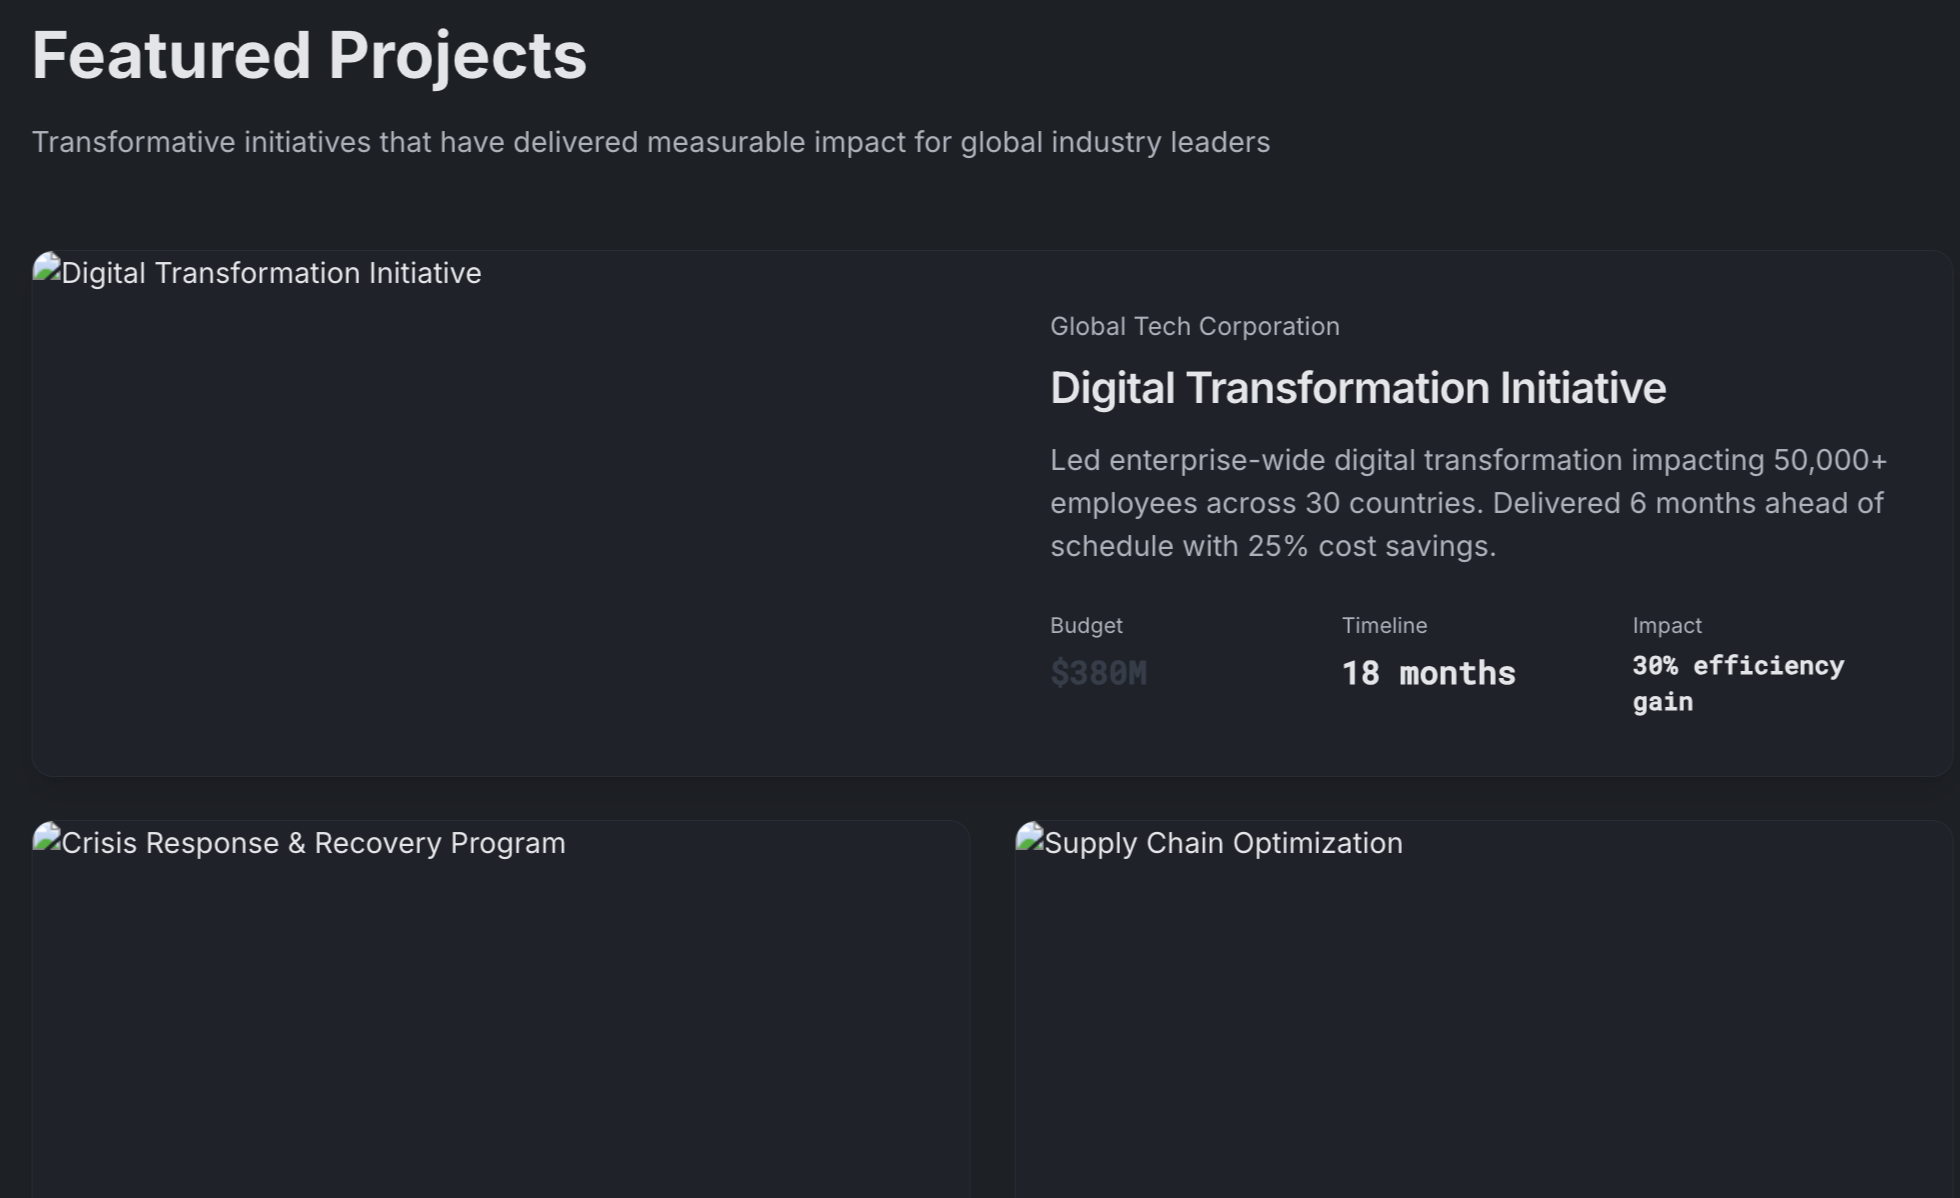 Featured Projects
Transformative initiatives that have delivered measurable impact for global industry leaders
Digital Transformation Initiative
Global Tech Corporation
Digital Transformation Initiative
Led enterprise-wide digital transformation impacting 50,000+
employees across 30 countries. Delivered 6 months ahead of
schedule with 25% cost savings.
Budget
$380M
Timeline
18 months
Impact
30% efficiency
gain
Crisis Response & Recovery Program
Supply Chain Optimization